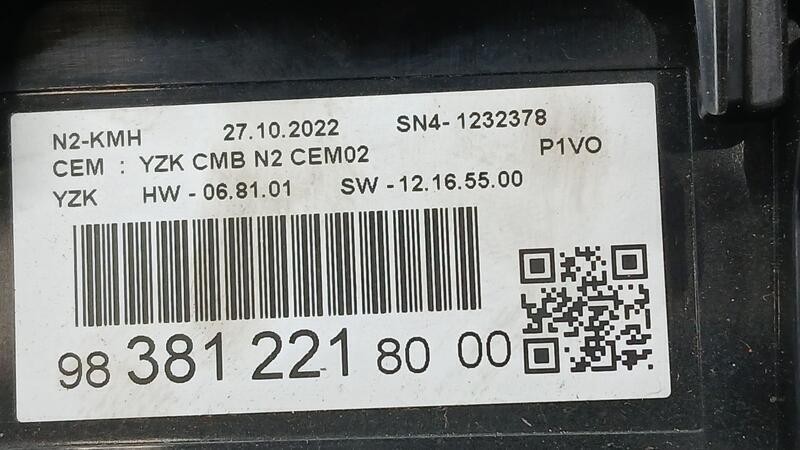 N2-KMH 27.10.2022 SN4- 1232378
CEM : YZK CMB N2 CEM02 P1VO
YZK HW - 06.81.01 SW - 12.16.55.00
98 381 221 80 00